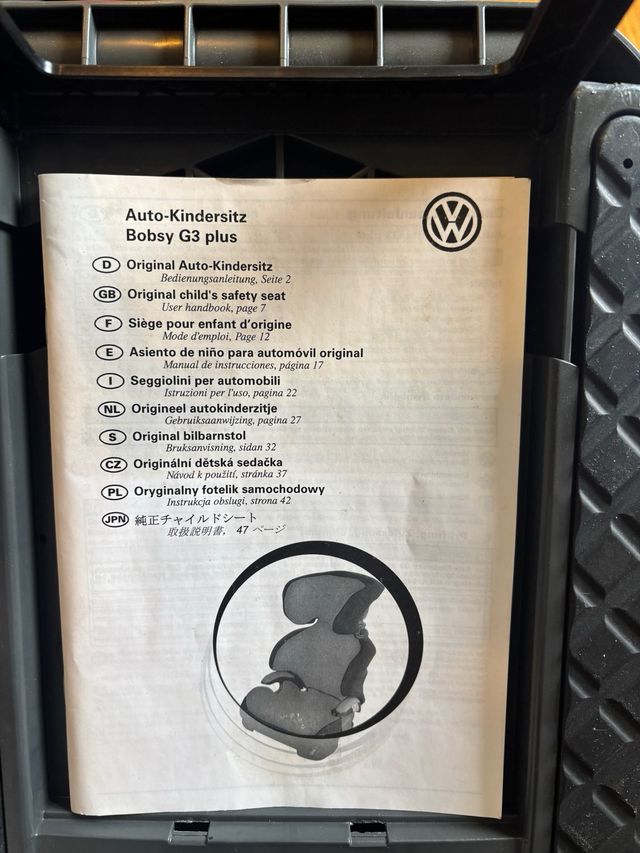 Auto-Kindersitz
Bobsy G3 plus
D Original Auto-Kindersitz
Bedienungsanleitung, Seite 2
GB Original child's safety seat
User handbook, page 7
F Siège pour enfant d'origine
Mode d'emploi, Page 12
E Asiento de niño para automóvil original
Manual de instrucciones, página 17
I Seggiolini per automobili
Istruzioni per l'uso, pagina 22
NL Origineel autokinderzitje
Gebruiksaanwijzing, pagina 27
S Original bilbarnstol
Bruksanvisning, sidan 32
CZ Originální dětská sedačka
Návod k použití, stránka 37
PL Oryginalny fotelik samochodowy
Instrukcja obslugi, strona 42
JPN 純正チャイルドシート
取扱説明書, 47 ページ